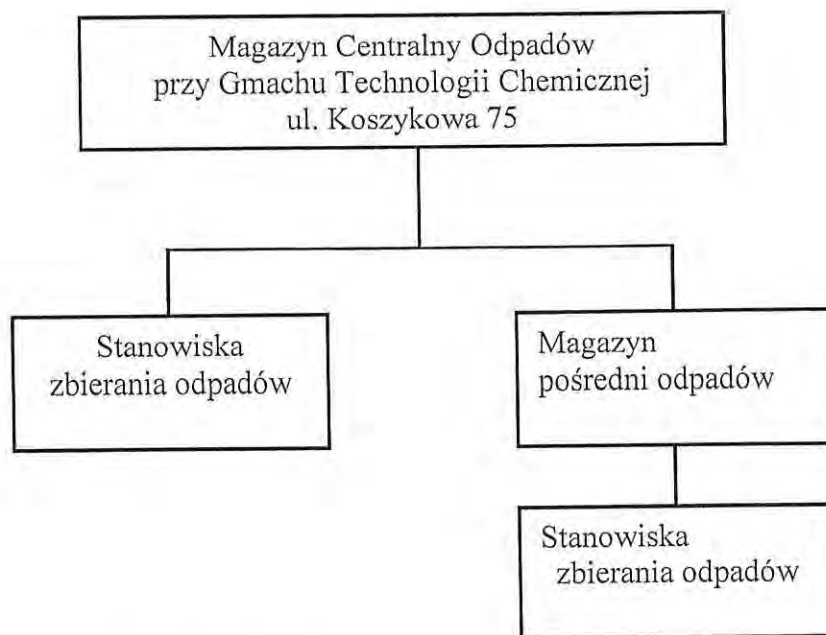 Magazyn Centralny Odpadów
przy Gmachu Technologii Chemicznej
ul. Koszykowa 75
Stanowiska
zbierania odpadów
Magazyn
pośredni odpadów
Stanowiska
zbierania odpadów